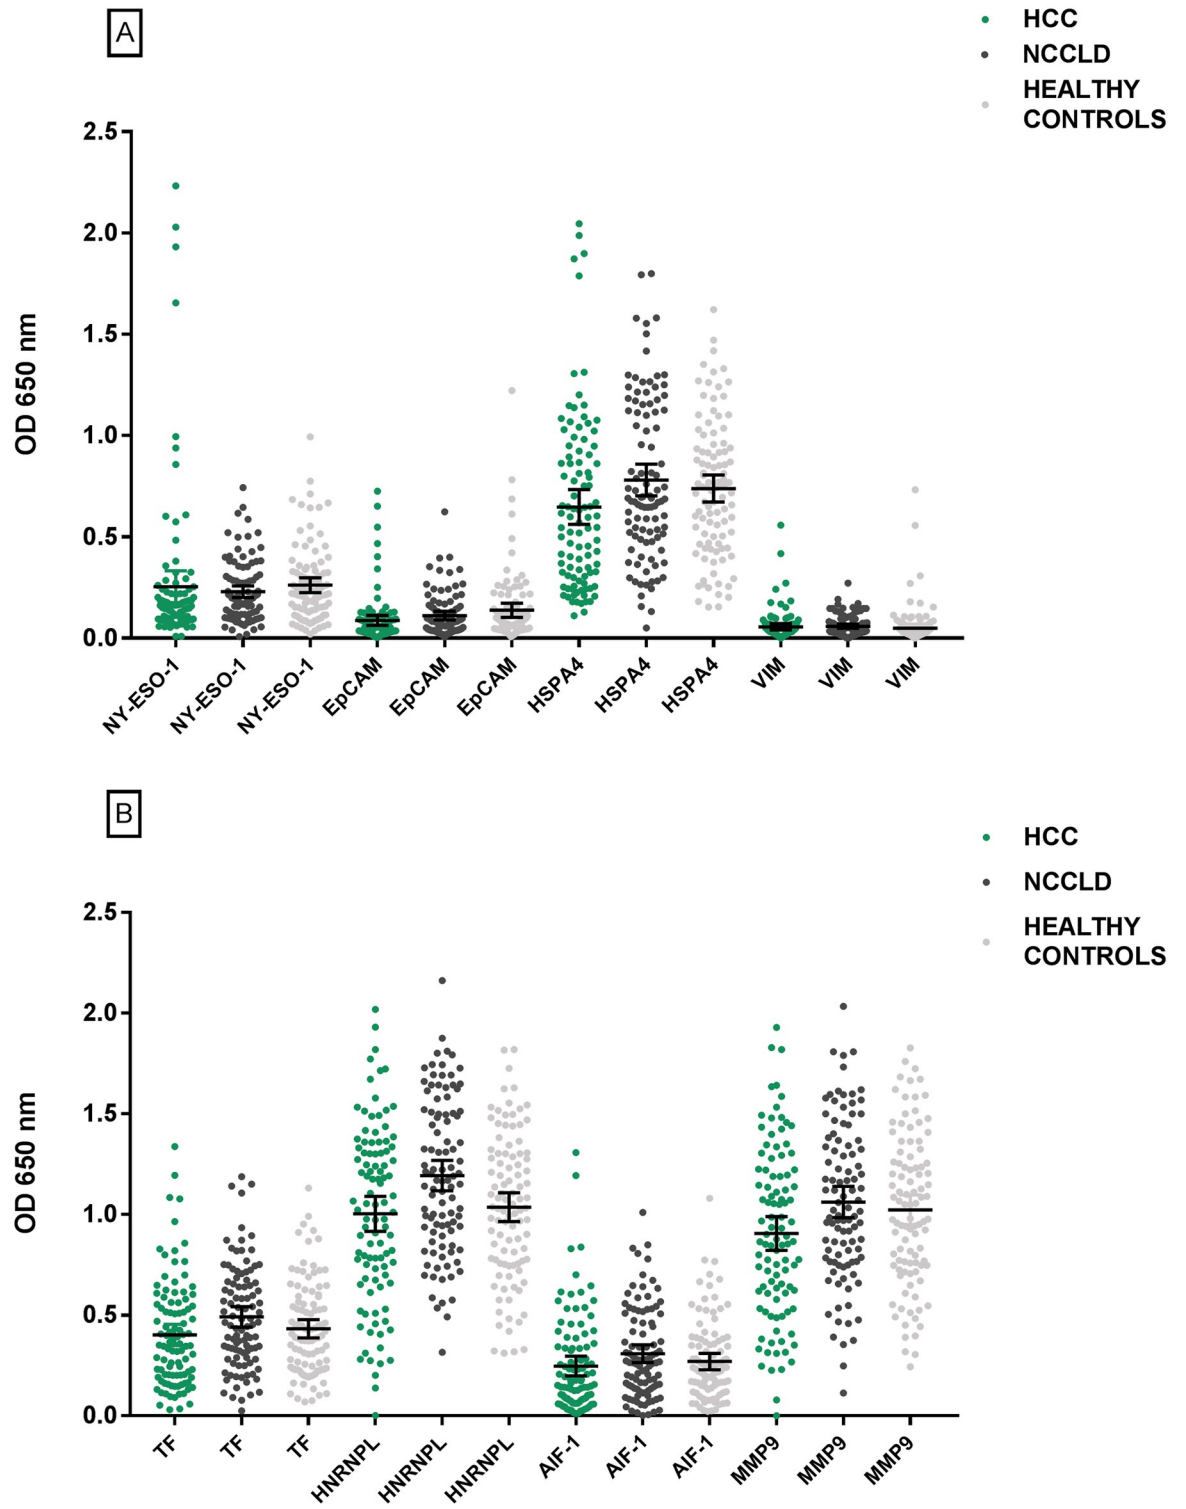 A
HCC
NCCLD
HEALTHY
CONTROLS
2.5
2.0
1.5
1.0
0.5
0.0
OD 650 nm
NY-ESO-1
NY-ESO-1
NY-ESO-1
EpCAM
EpCAM
EpCAM
HSPA4
HSPA4
HSPA4
VIM
VIM
VIM
B
HCC
NCCLD
HEALTHY
CONTROLS
2.5
2.0
1.5
1.0
0.5
0.0
OD 650 nm
TF
TF
TF
HNRNPL
HNRNPL
HNRNPL
AIF-1
AIF-1
AIF-1
MMP9
MMP9
MMP9